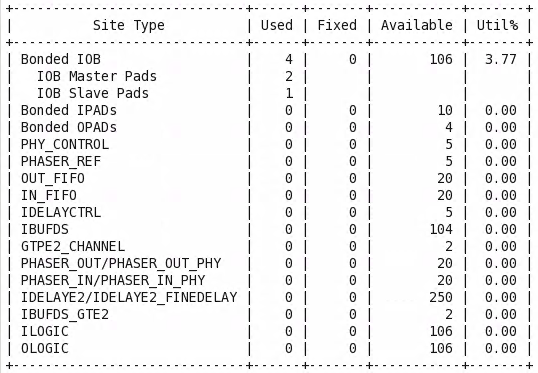 +-----------------------------+------+-------+-----------+-------+
|          Site Type          | Used | Fixed | Available | Util% |
+-----------------------------+------+-------+-----------+-------+
| Bonded IOB                  |    4 |     0 |       106 |  3.77 |
|   IOB Master Pads           |    2 |       |           |       |
|   IOB Slave Pads            |    1 |       |           |       |
| Bonded IPADs                |    0 |     0 |        10 |  0.00 |
| Bonded OPADs                |    0 |     0 |         4 |  0.00 |
| PHY_CONTROL                 |    0 |     0 |         5 |  0.00 |
| PHASER_REF                  |    0 |     0 |         5 |  0.00 |
| OUT_FIFO                    |    0 |     0 |        20 |  0.00 |
| IN_FIFO                     |    0 |     0 |        20 |  0.00 |
| IDELAYCTRL                  |    0 |     0 |         5 |  0.00 |
| IBUFDS                      |    0 |     0 |       104 |  0.00 |
| GTPE2_CHANNEL               |    0 |     0 |         2 |  0.00 |
| PHASER_OUT/PHASER_OUT_PHY   |    0 |     0 |        20 |  0.00 |
| PHASER_IN/PHASER_IN_PHY     |    0 |     0 |        20 |  0.00 |
| IDELAYE2/IDELAYE2_FINEDELAY |    0 |     0 |       250 |  0.00 |
| IBUFDS_GTE2                 |    0 |     0 |         2 |  0.00 |
| ILOGIC                      |    0 |     0 |       106 |  0.00 |
| OLOGIC                      |    0 |     0 |       106 |  0.00 |
+-----------------------------+------+-------+-----------+-------+